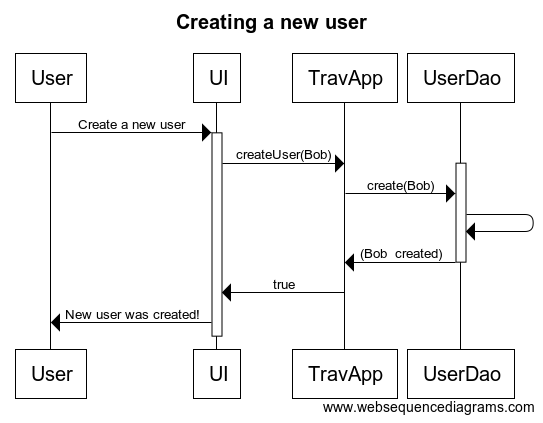 Creating a new user
User
UI
TravApp
UserDao
Create a new user
createUser(Bob)
create(Bob)
(Bob  created)
true
New user was created!
User
UI
TravApp
UserDao
www.websequencediagrams.com